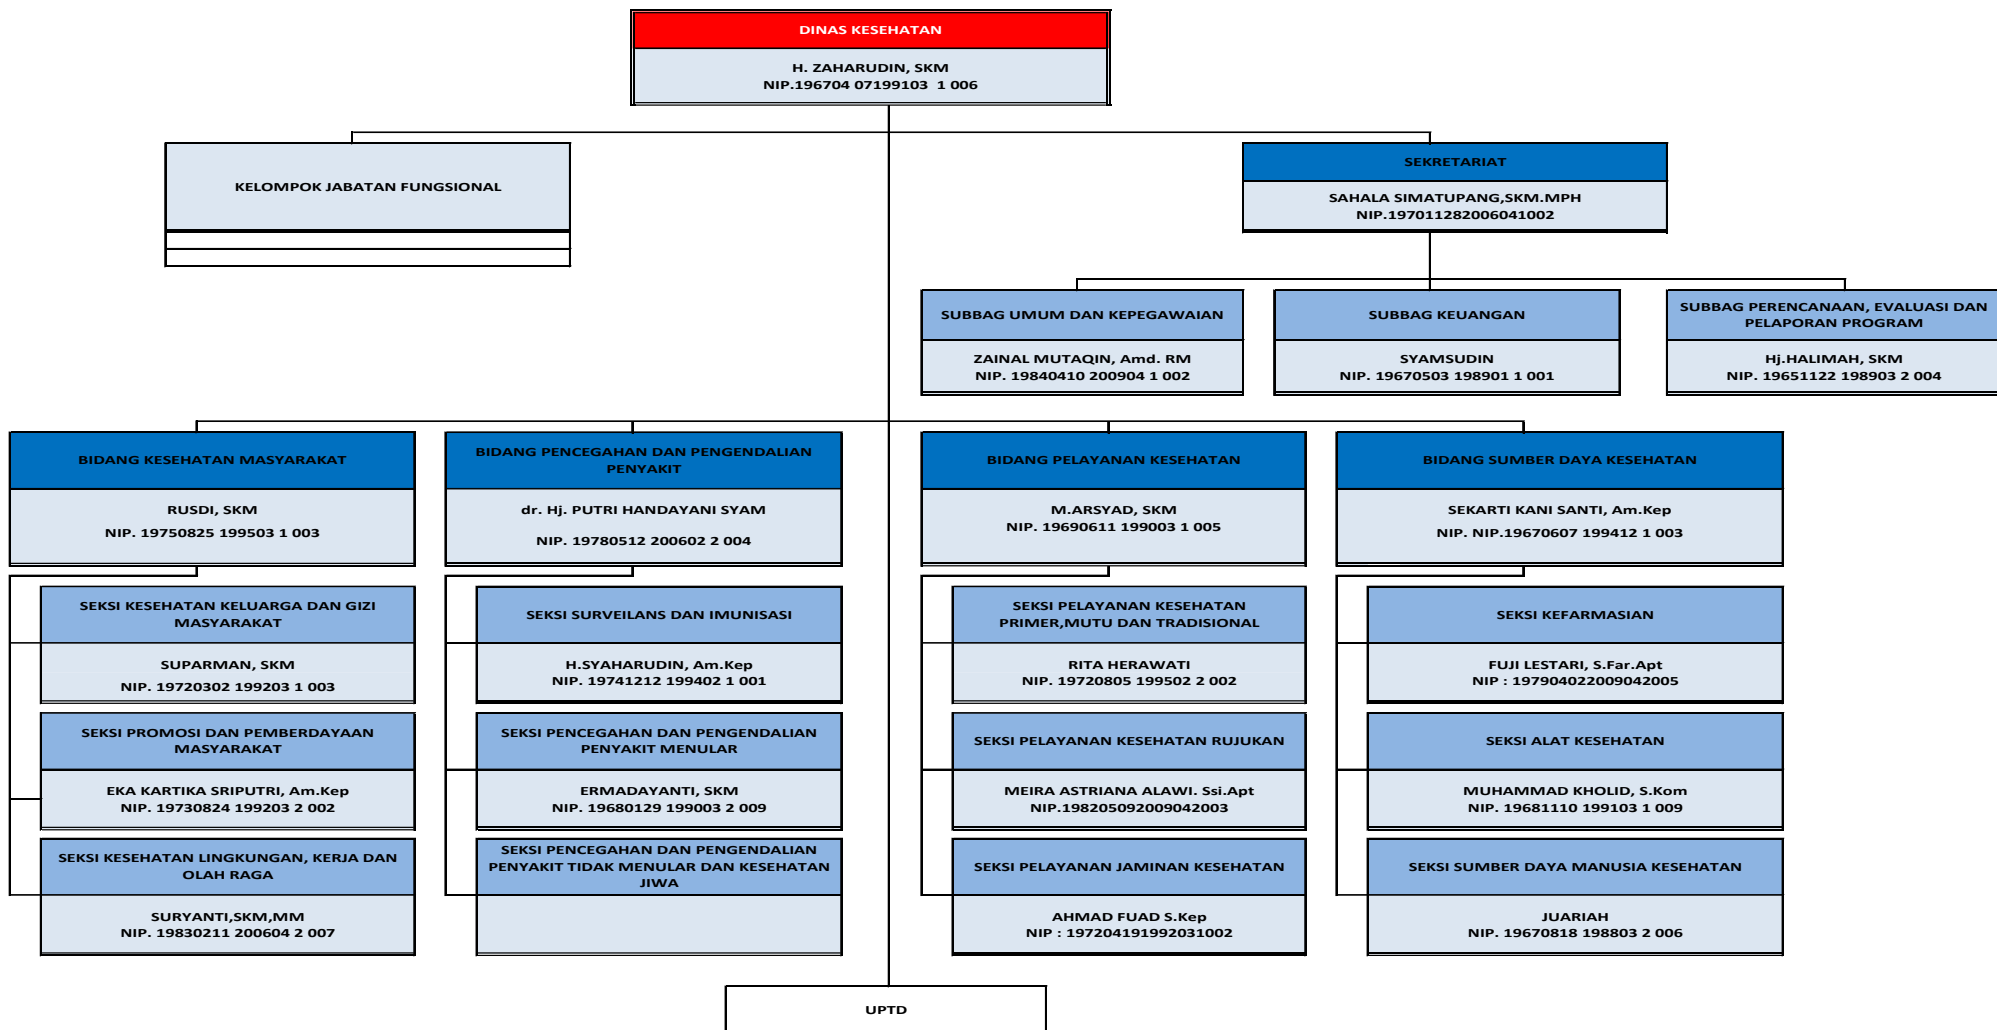 DINAS KESEHATAN
H. ZAHARUDIN, SKM
NIP.196704 07199103  1 006
KELOMPOK JABATAN FUNGSIONAL
SEKRETARIAT
SAHALA SIMATUPANG,SKM.MPH
NIP.197011282006041002
SUBBAG UMUM DAN KEPEGAWAIAN
ZAINAL MUTAQIN, Amd. RM
NIP. 19840410 200904 1 002
SUBBAG KEUANGAN
SYAMSUDIN
NIP. 19670503 198901 1 001
SUBBAG PERENCANAAN, EVALUASI DAN
PELAPORAN PROGRAM
Hj.HALIMAH, SKM
NIP. 19651122 198903 2 004
BIDANG KESEHATAN MASYARAKAT
RUSDI, SKM
NIP. 19750825 199503 1 003
SEKSI KESEHATAN KELUARGA DAN GIZI
MASYARAKAT
SUPARMAN, SKM
NIP. 19720302 199203 1 003
SEKSI PROMOSI DAN PEMBERDAYAAN
MASYARAKAT
EKA KARTIKA SRIPUTRI, Am.Kep
NIP. 19730824 199203 2 002
SEKSI KESEHATAN LINGKUNGAN, KERJA DAN
OLAH RAGA
SURYANTI,SKM,MM
NIP. 19830211 200604 2 007
BIDANG PENCEGAHAN DAN PENGENDALIAN
PENYAKIT
dr. Hj. PUTRI HANDAYANI SYAM
NIP. 19780512 200602 2 004
SEKSI SURVEILANS DAN IMUNISASI
H.SYAHARUDIN, Am.Kep
NIP. 19741212 199402 1 001
SEKSI PENCEGAHAN DAN PENGENDALIAN
PENYAKIT MENULAR
ERMADAYANTI, SKM
NIP. 19680129 199003 2 009
SEKSI PENCEGAHAN DAN PENGENDALIAN
PENYAKIT TIDAK MENULAR DAN KESEHATAN
JIWA
BIDANG PELAYANAN KESEHATAN
M.ARSYAD, SKM
NIP. 19690611 199003 1 005
SEKSI PELAYANAN KESEHATAN
PRIMER,MUTU DAN TRADISIONAL
RITA HERAWATI
NIP. 19720805 199502 2 002
SEKSI PELAYANAN KESEHATAN RUJUKAN
MEIRA ASTRIANA ALAWI. Ssi.Apt
NIP.198205092009042003
SEKSI PELAYANAN JAMINAN KESEHATAN
AHMAD FUAD S.Kep
NIP : 197204191992031002
BIDANG SUMBER DAYA KESEHATAN
SEKARTI KANI SANTI, Am.Kep
NIP. NIP.19670607 199412 1 003
SEKSI KEFARMASIAN
FUJI LESTARI, S.Far.Apt
NIP : 197904022009042005
SEKSI ALAT KESEHATAN
MUHAMMAD KHOLID, S.Kom
NIP. 19681110 199103 1 009
SEKSI SUMBER DAYA MANUSIA KESEHATAN
JUARIAH
NIP. 19670818 198803 2 006
UPTD